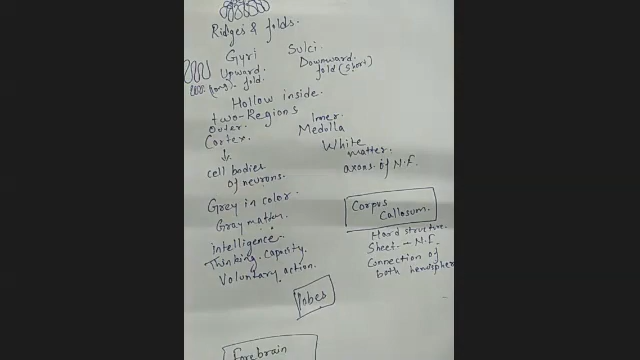 Ridges & folds.
Gyri
Upward
fold.
Sulci
Downward
fold (short)
Hollow inside.
two-Regions
Outer
Cortex.
cell bodies
of neurons.
Grey in color.
Gray matter
intelligence
Thinking capacity.
Voluntary action.
Inner
Medolla
White
matter.
axons of N.F.
Corpus
Callosum.
Hard structure.
Sheet - N.F.
Connection of
both hemisphere
lobes
Forebrain